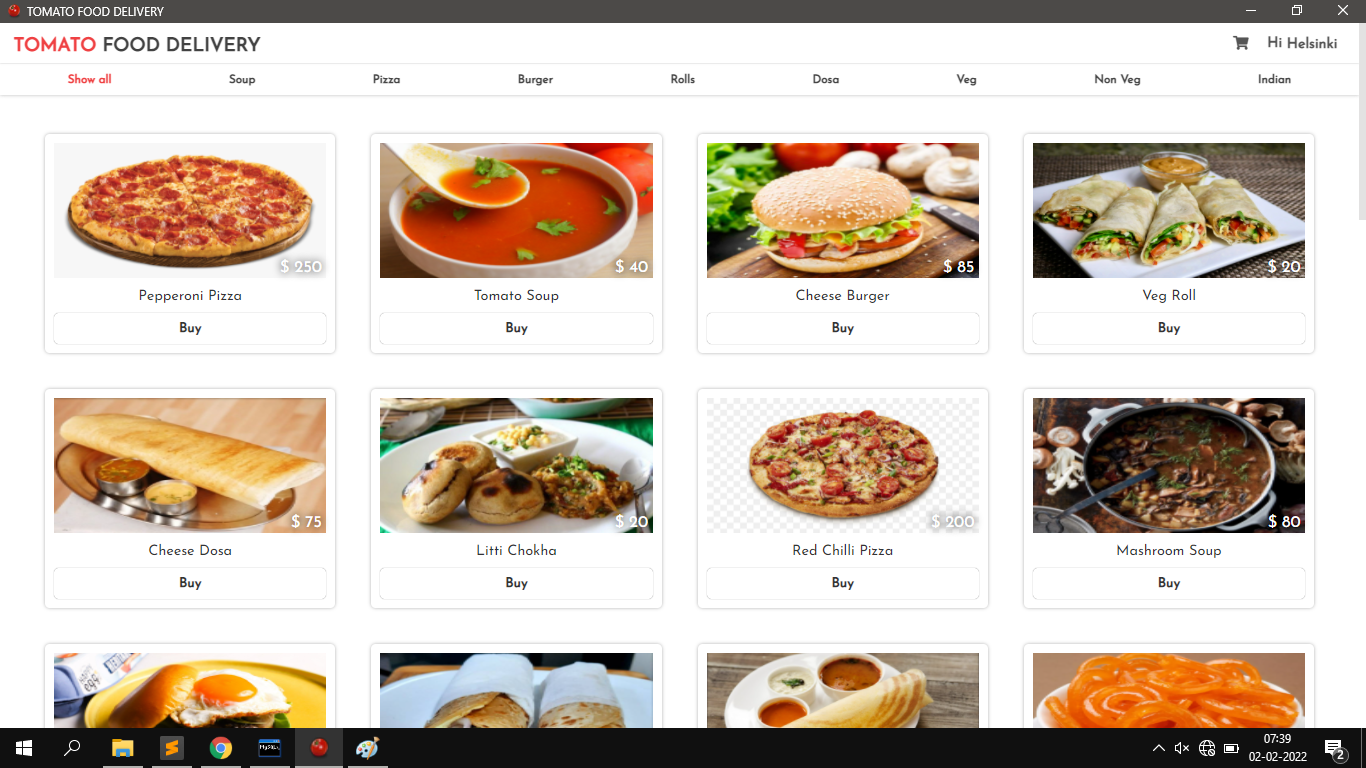 TOMATO FOOD DELIVERY
TOMATO FOOD DELIVERY
Hi Helsinki
Show all Soup Pizza Burger Rolls Dosa Veg Non Veg Indian
$ 250 $ 40 $ 85 $ 20
Pepperoni Pizza Tomato Soup Cheese Burger Veg Roll
Buy Buy Buy Buy
$ 75 $ 20 $ 200 $ 80
Cheese Dosa Litti Chokha Red Chilli Pizza Mashroom Soup
Buy Buy Buy Buy
MySQL
07:39
02-02-2022
2